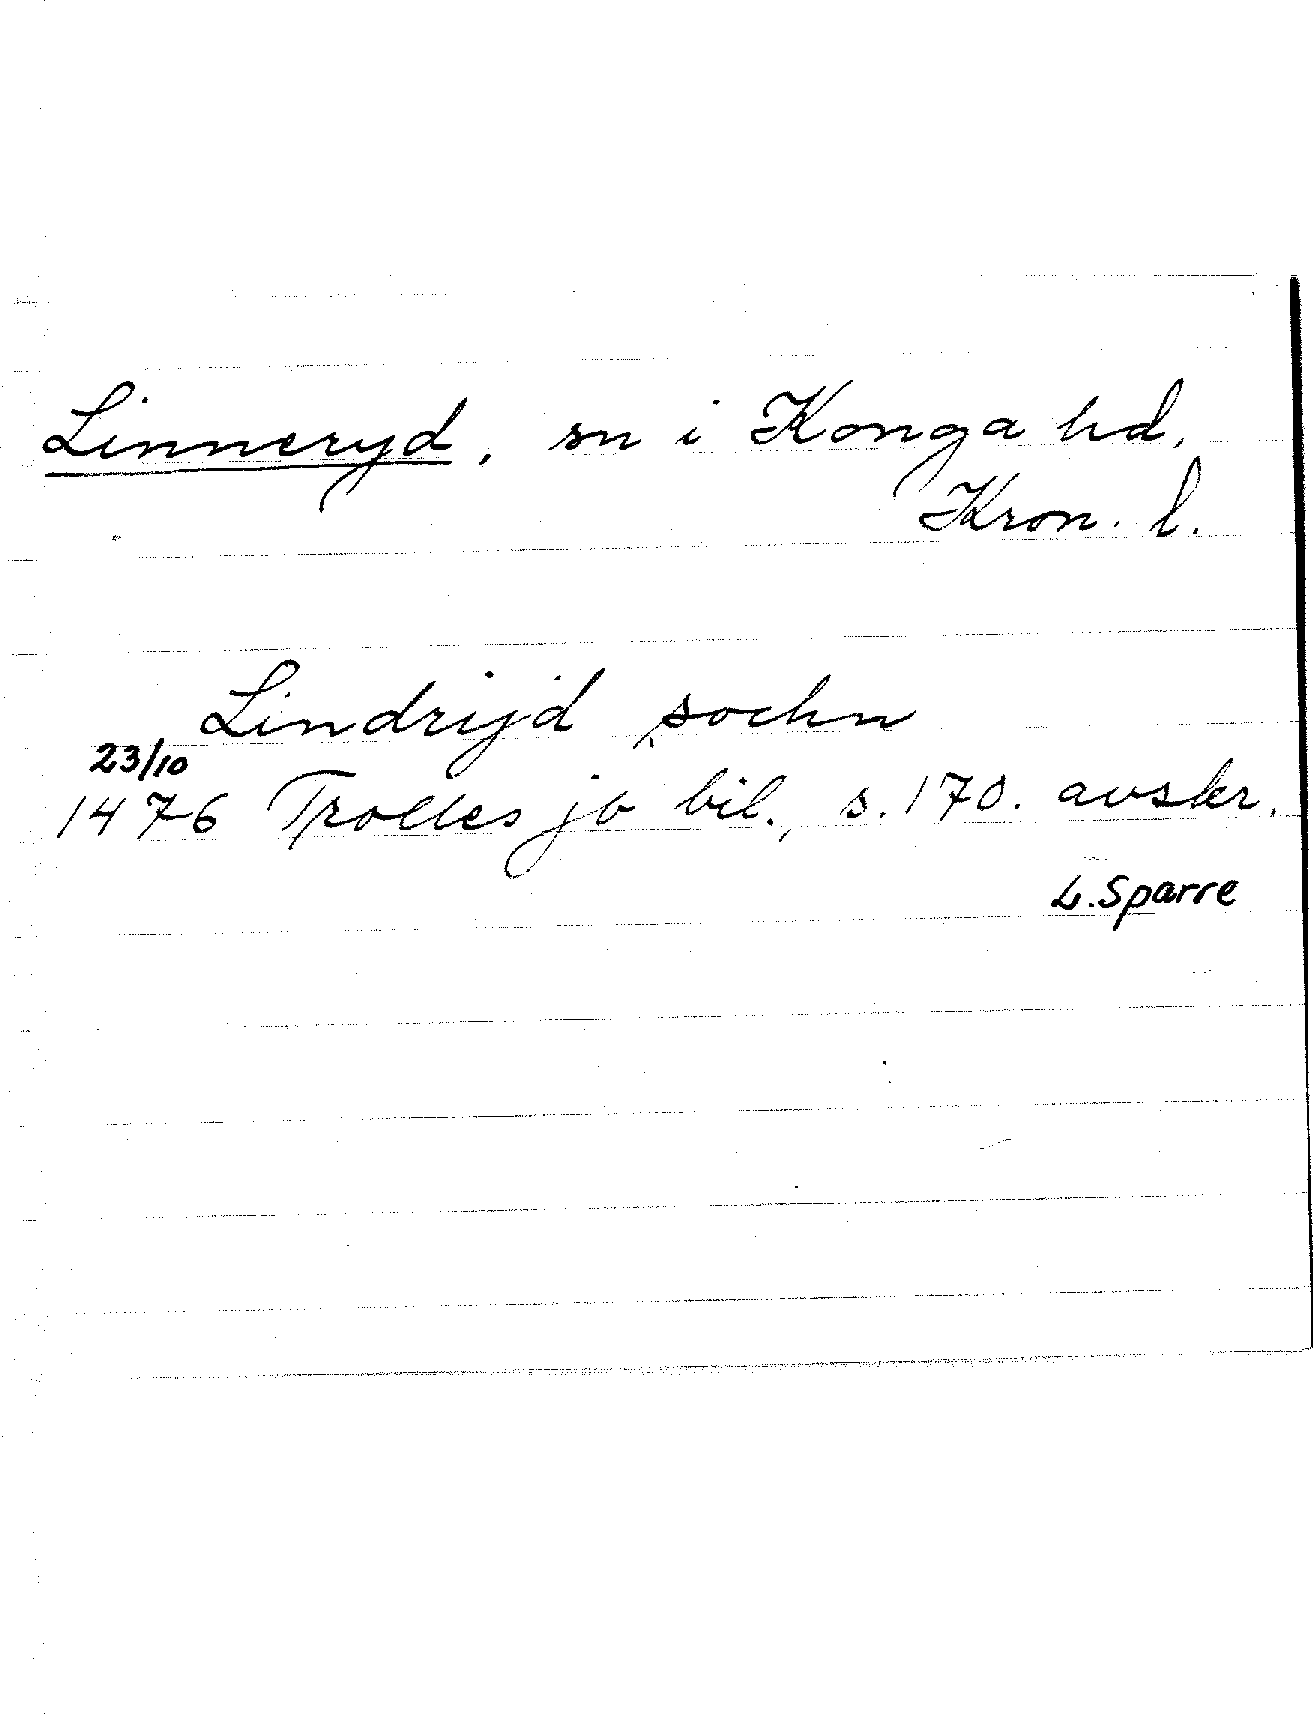 Linneryd, sn i Konga hd,
Kron. l.
Lindrijd sochn
23/10
1476 Trolles jb bil., s. 170. avskr.
L. Sparre